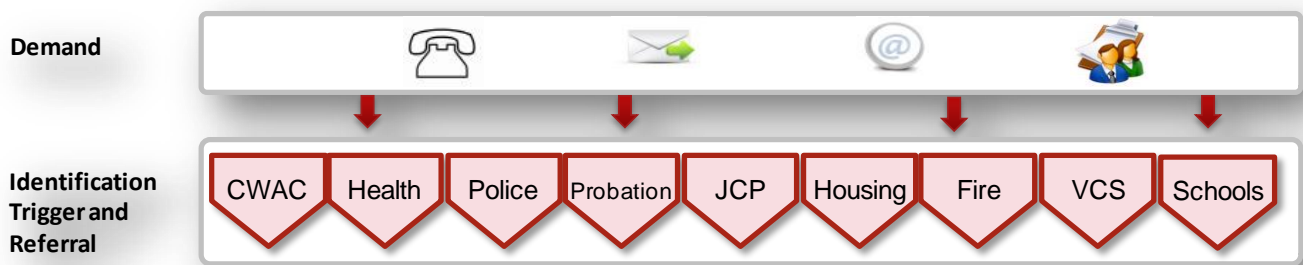 Demand
@
Identification
Trigger and
Referral
CWAC
Health
Police
Probation
JCP
Housing
Fire
VCS
Schools